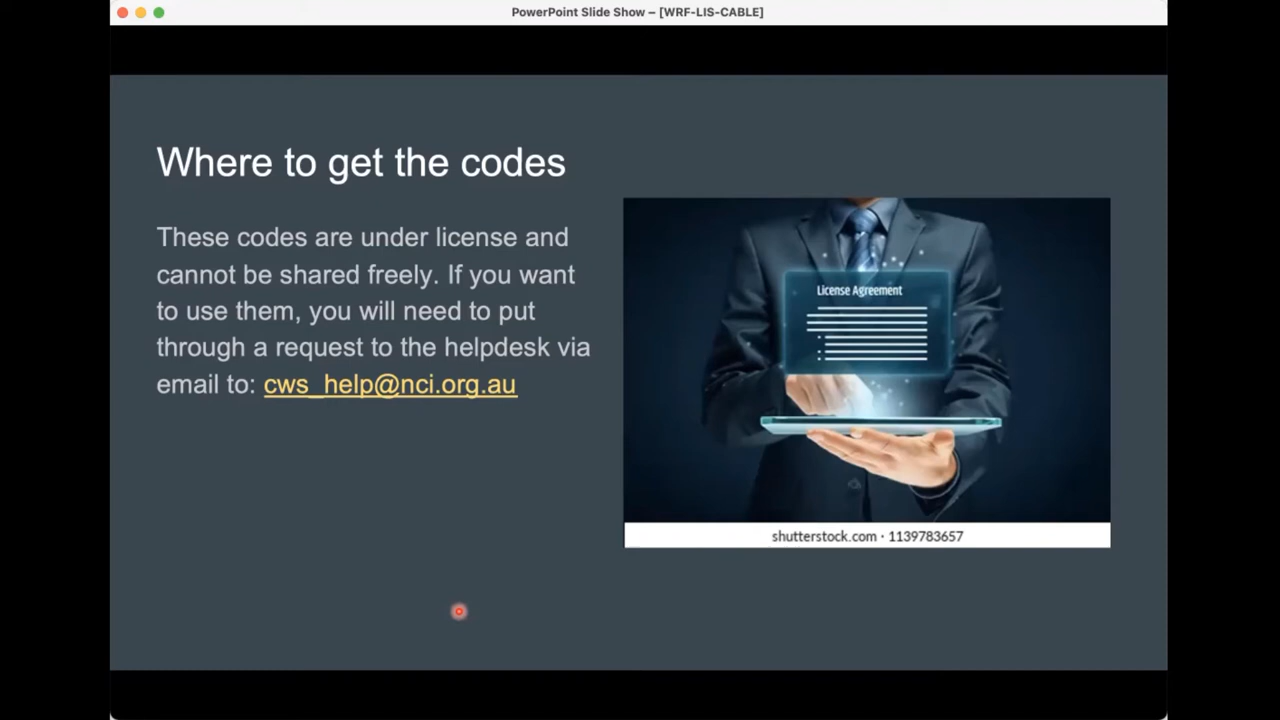 PowerPoint Slide Show – [WRF-LIS-CABLE]
Where to get the codes
These codes are under license and
cannot be shared freely. If you want
to use them, you will need to put
through a request to the helpdesk via
email to: cws_help@nci.org.au
License Agreement
shutterstock.com · 1139783657